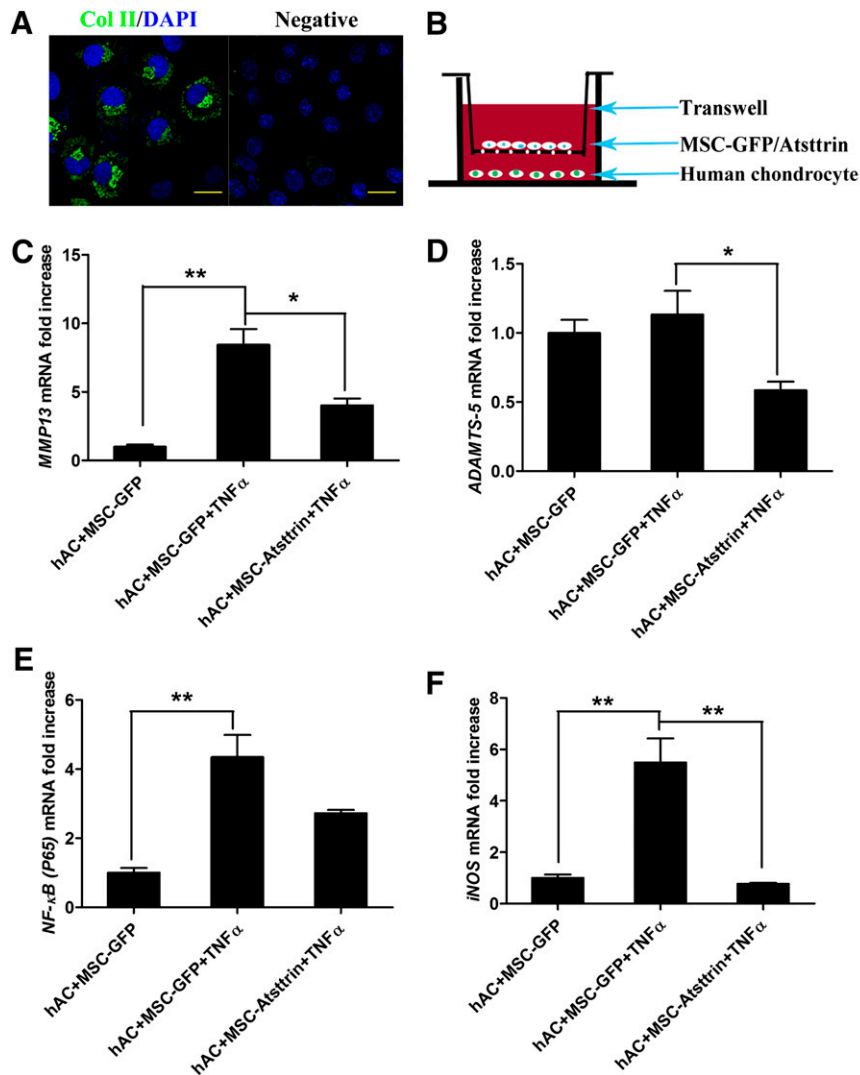 A
Col II/DAPI
Negative
B
Transwell
MSC-GFP/Atsttrin
Human chondrocyte
C
MMP13 mRNA fold increase
15
10
5
0
**
*
hAC+MSC-GFP
hAC+MSC-GFP+TNFα
hAC+MSC-Atsttrin+TNFα
D
ADAMTS-5 mRNA fold increase
1.5
1.0
0.5
0.0
*
hAC+MSC-GFP
hAC+MSC-GFP+TNFα
hAC+MSC-Atsttrin+TNFα
E
NF-κB (P65) mRNA fold increase
6
4
2
0
**
hAC+MSC-GFP
hAC+MSC-GFP+TNFα
hAC+MSC-Atsttrin+TNFα
F
iNOS mRNA fold increase
8
6
4
2
0
**
**
hAC+MSC-GFP
hAC+MSC-GFP+TNFα
hAC+MSC-Atsttrin+TNFα